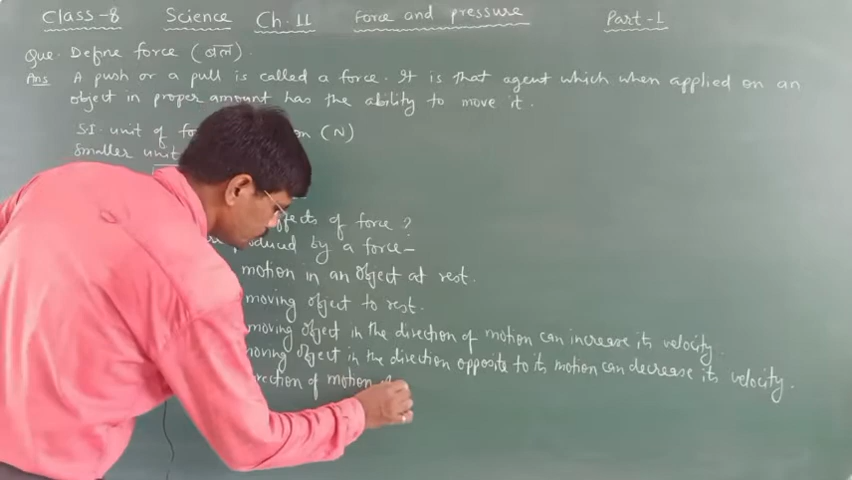 Class-8 Science Ch. 11 Force and pressure Part-1
Que. Define force (बल).
Ans A push or a pull is called a force. It is that agent which when applied on an
object in proper amount has the ability to move it.
S.I. unit of (N)
Smaller unit
effects of force?
produced by a force—
motion in an object at rest.
moving object to rest.
moving object in the direction of motion can increase its velocity.
moving object in the direction opposite to its motion can decrease its velocity.
direction of motion